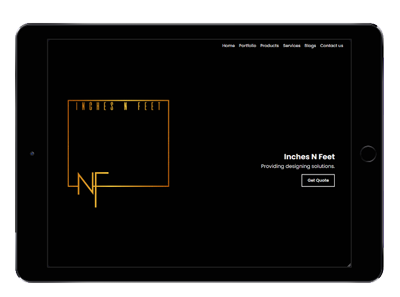 Home Portfolio Products Services Blogs Contact us
INCHES N FEET
NF
Inches N Feet
Providing designing solutions.
Get Quote